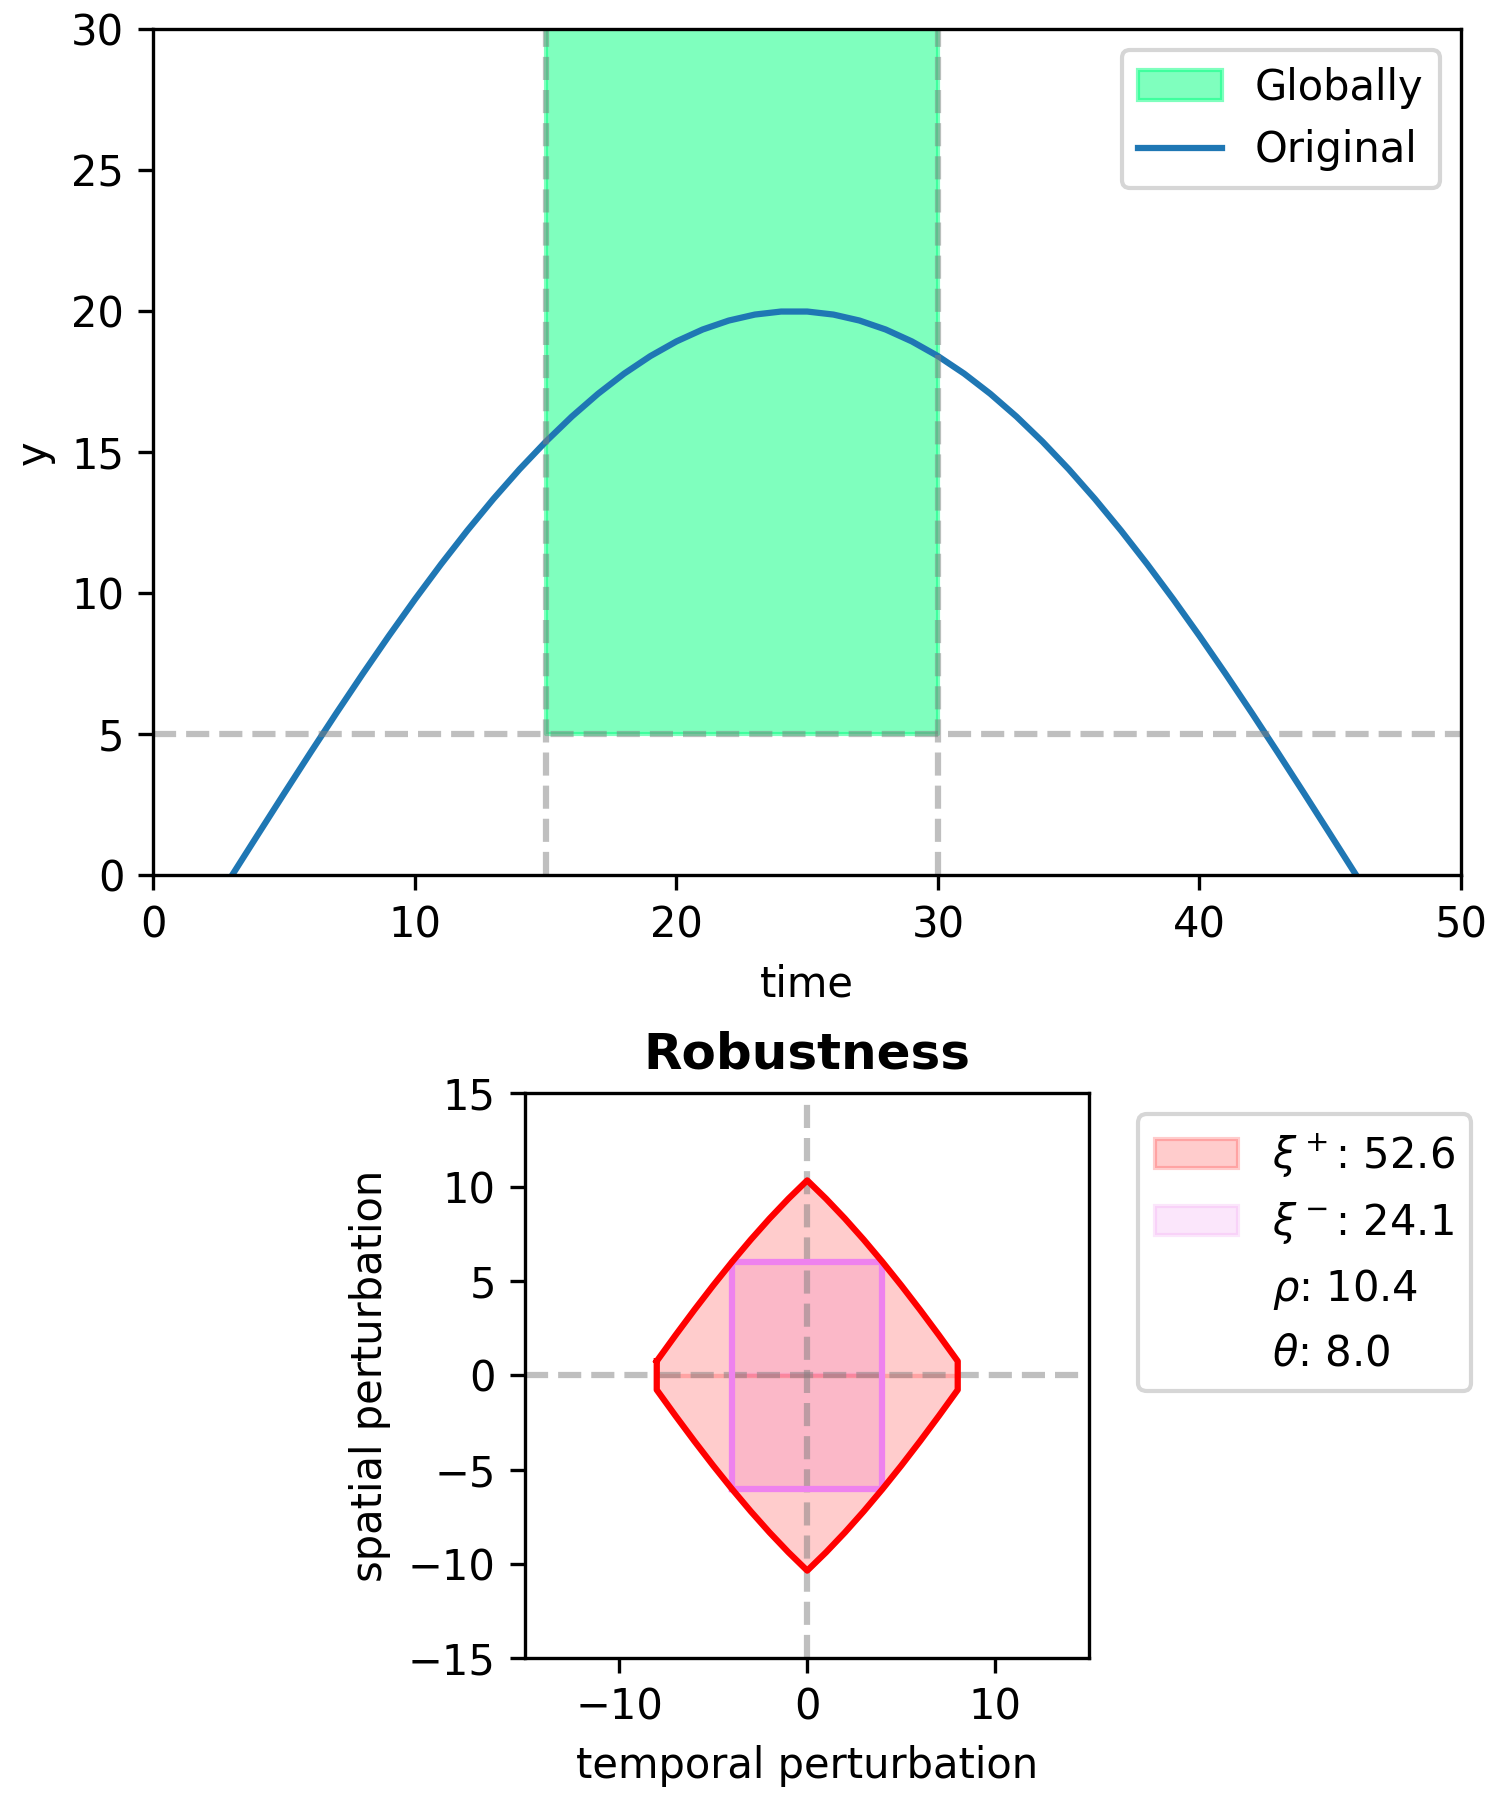 30
25
20
15
10
5
0
y
0 10 20 30 40 50
time
Globally
Original
Robustness
15
10
5
0
−5
−10
−15
spatial perturbation
−10 0 10
temporal perturbation
ξ⁺: 52.6
ξ⁻: 24.1
ρ: 10.4
θ: 8.0